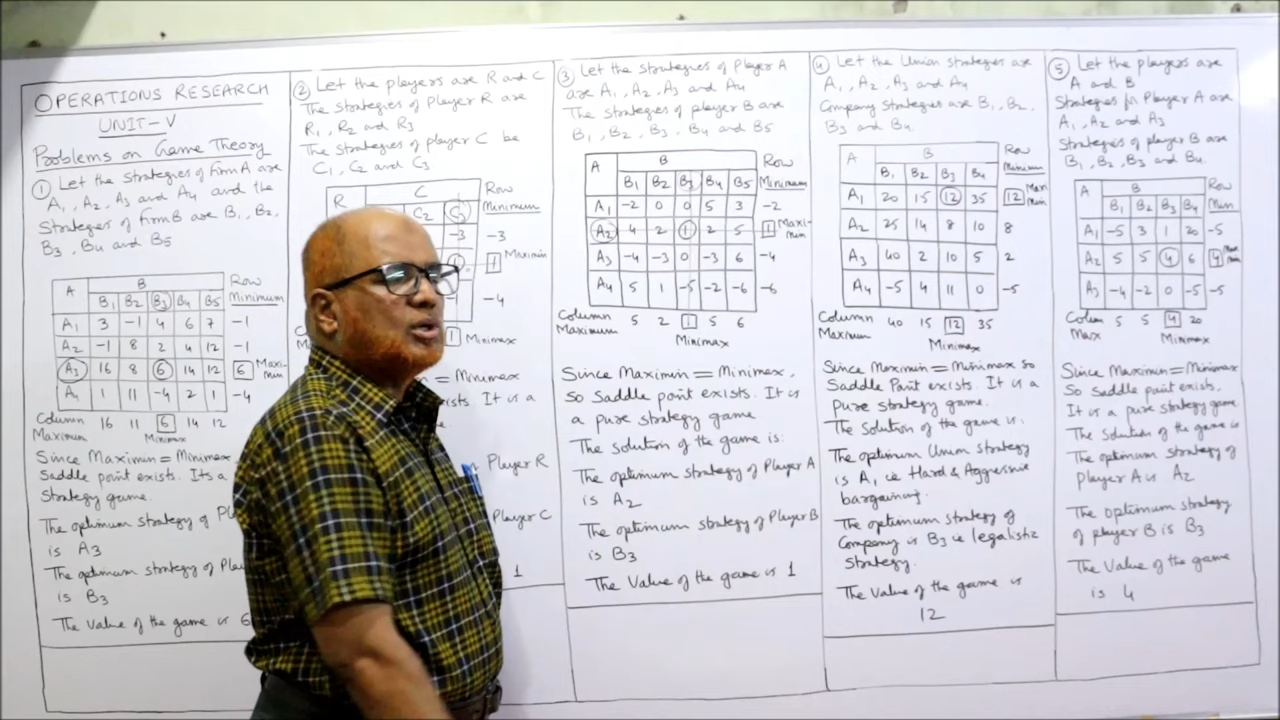 OPERATIONS RESEARCH
UNIT-V
Problems on Game Theory
① Let the strategies of firm A are
A1, A2, A3 and A4 and the
Strategies of firm B are B1, B2,
B3, B4 and B5
A B Row
B1 B2 B3 B4 B5 Minimum
A1 3 -1 4 6 7 -1
A2 -1 8 2 4 12 -1
A3 16 8 6 14 12 6 Maximin
A4 1 11 -4 2 1 -4
Column Maximum 16 11 6 14 12
Minimax
Since Maximin = Minimax
Saddle point exists. Its a
strategy game.
The optimum strategy of
is A3
The optimum strategy of
is B3
The value of the game is 6
② Let the players are R and C
The strategies of Player R are
R1, R2 and R3
The strategies of player C be
C1, C2 and C3
R C Row
C2 C3 Minimum
-3 -3
1 Maximin
-4
1 Minimax
= Minimax
exists. It is a
Player R
Player C
1
③ Let the strategies of Player A
are A1, A2, A3 and A4
The strategies of player B are
B1, B2, B3, B4 and B5
A B Row
B1 B2 B3 B4 B5 Minimum
A1 -2 0 0 5 3 -2
A2 4 2 1 2 5 1 Maximin
A3 -4 -3 0 -3 6 -4
A4 5 1 -5 -2 -6 -6
Column Maximum 5 2 1 5 6
Minimax
Since Maximin = Minimax,
so saddle point exists. It is
a pure strategy game
The solution of the game is:
The optimum strategy of Player A
is A2
The optimum strategy of Player B
is B3
The Value of the game is 1
④ Let the Union strategies are
A1, A2, A3 and A4
Company strategies are B1, B2,
B3 and B4.
A B Row
B1 B2 B3 B4 Minimum
A1 20 15 12 35 12 Maximin
A2 25 14 8 10 8
A3 40 2 10 5 2
A4 -5 4 11 0 -5
Column Maximum 40 15 12 35
Minimax
Since Maximin = Minimax so
Saddle Point exists. It is a
Pure strategy game.
The solution of the game is:
The optimum Union strategy
is A1 ie Hard & Aggressive
bargaining.
The optimum strategy of
Company is B3 ie legalistic
strategy.
The value of the game is
12
⑤ Let the players are
A and B
Strategies for Player A are
A1, A2 and A3
Strategies of player B are
B1, B2, B3 and B4.
A B Row
B1 B2 B3 B4 Min
A1 -5 3 1 20 -5
A2 5 5 4 6 4 Maximin
A3 -4 -2 0 -5 -5
Column Max 5 5 4 20
Minimax
Since Maximin = Minimax
So Saddle point exists.
It is a pure strategy game
The solution of the game is
The optimum strategy of
Player A is A2
The optimum strategy
of player B is B3
The Value of the game
is 4